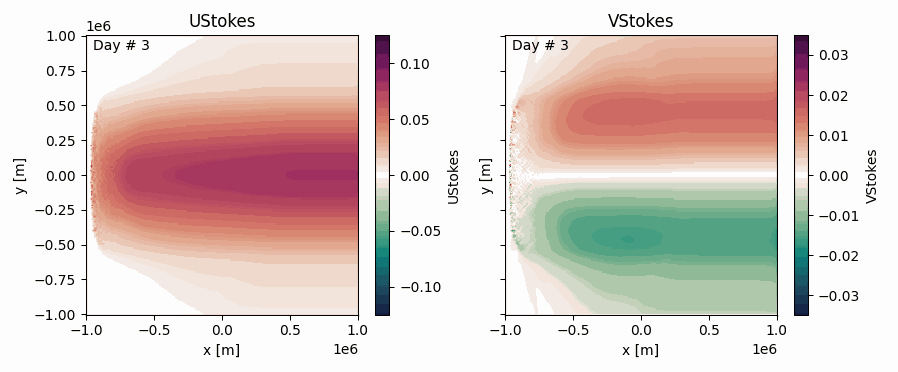 UStokes
1e6
Day # 3
1.00
0.75
0.50
0.25
0.00
−0.25
−0.50
−0.75
−1.00
y [m]
−1.0
−0.5
0.0
0.5
1.0
x [m]
1e6
0.10
0.05
0.00
−0.05
−0.10
UStokes
VStokes
Day # 3
y [m]
−1.0
−0.5
0.0
0.5
1.0
x [m]
1e6
0.03
0.02
0.01
0.00
−0.01
−0.02
−0.03
VStokes